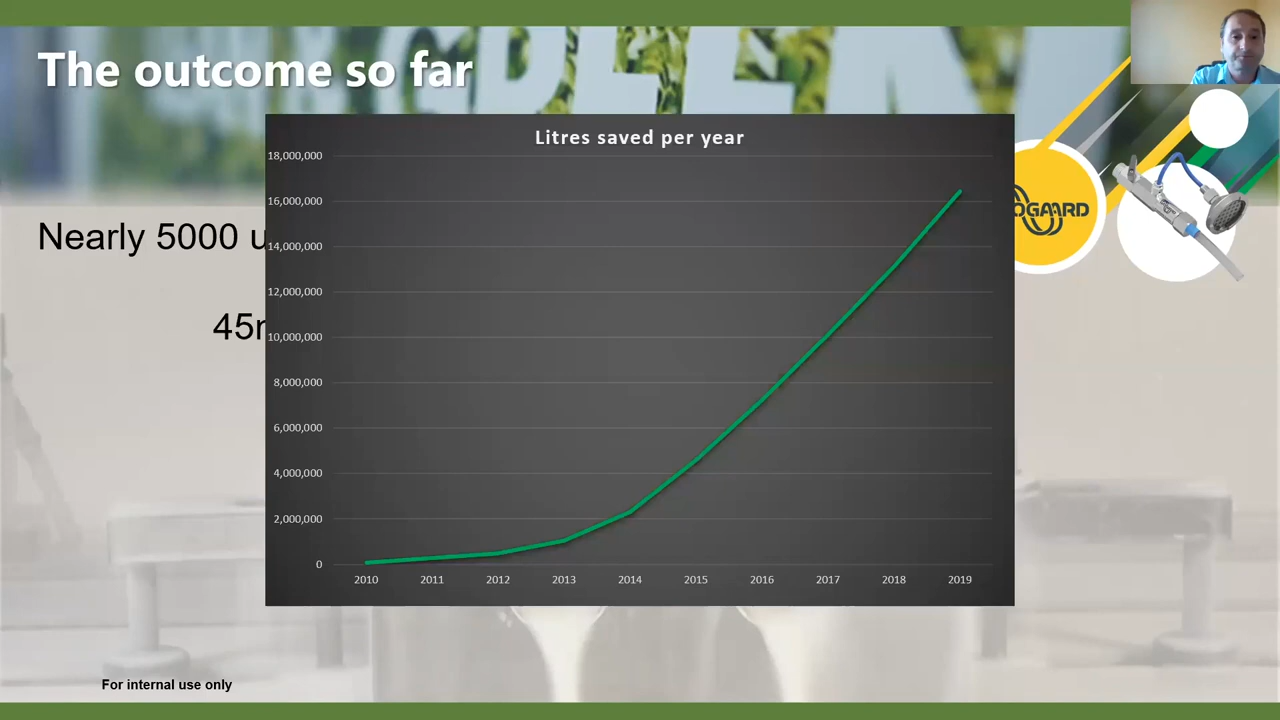 The outcome so far
Nearly 5000 u
45
OGAARD
Litres saved per year
18,000,000
16,000,000
14,000,000
12,000,000
10,000,000
8,000,000
6,000,000
4,000,000
2,000,000
0
2010 2011 2012 2013 2014 2015 2016 2017 2018 2019
For internal use only